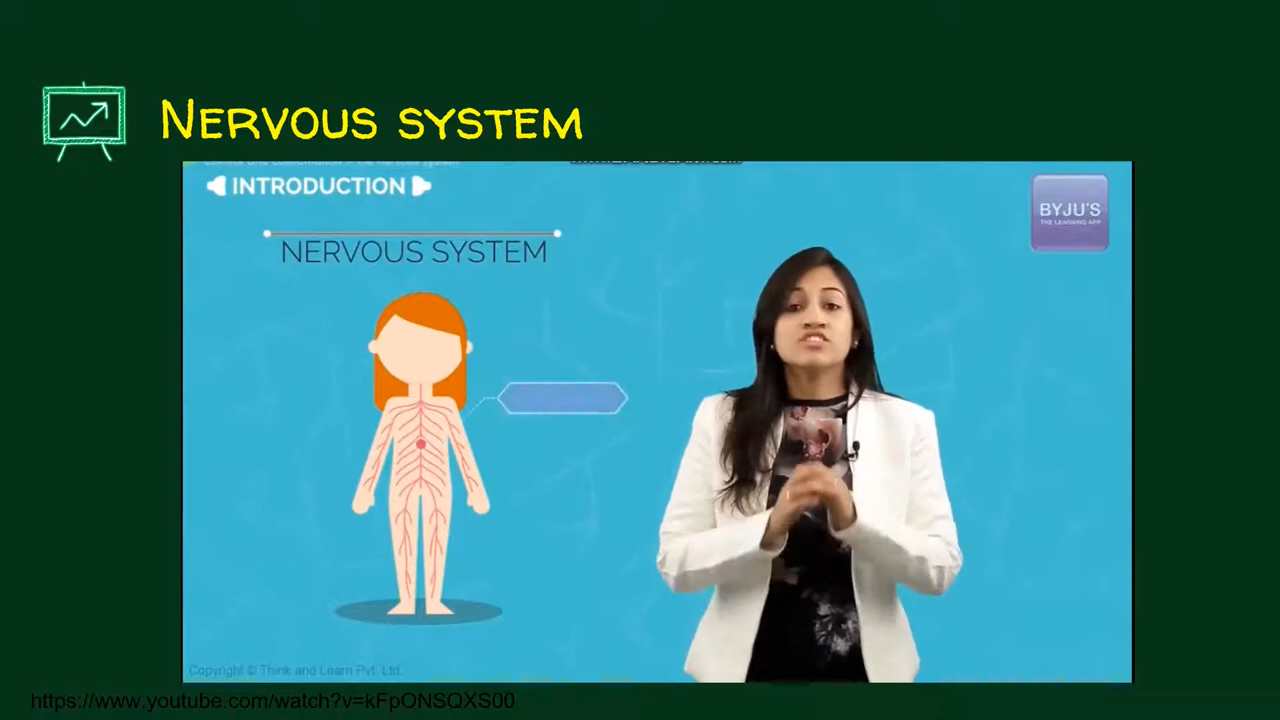 NERVOUS SYSTEM
INTRODUCTION
BYJU'S
THE LEARNING APP
NERVOUS SYSTEM
Copyright © Think and Learn Pvt. Ltd.
https://www.youtube.com/watch?v=kFpONSQXS00